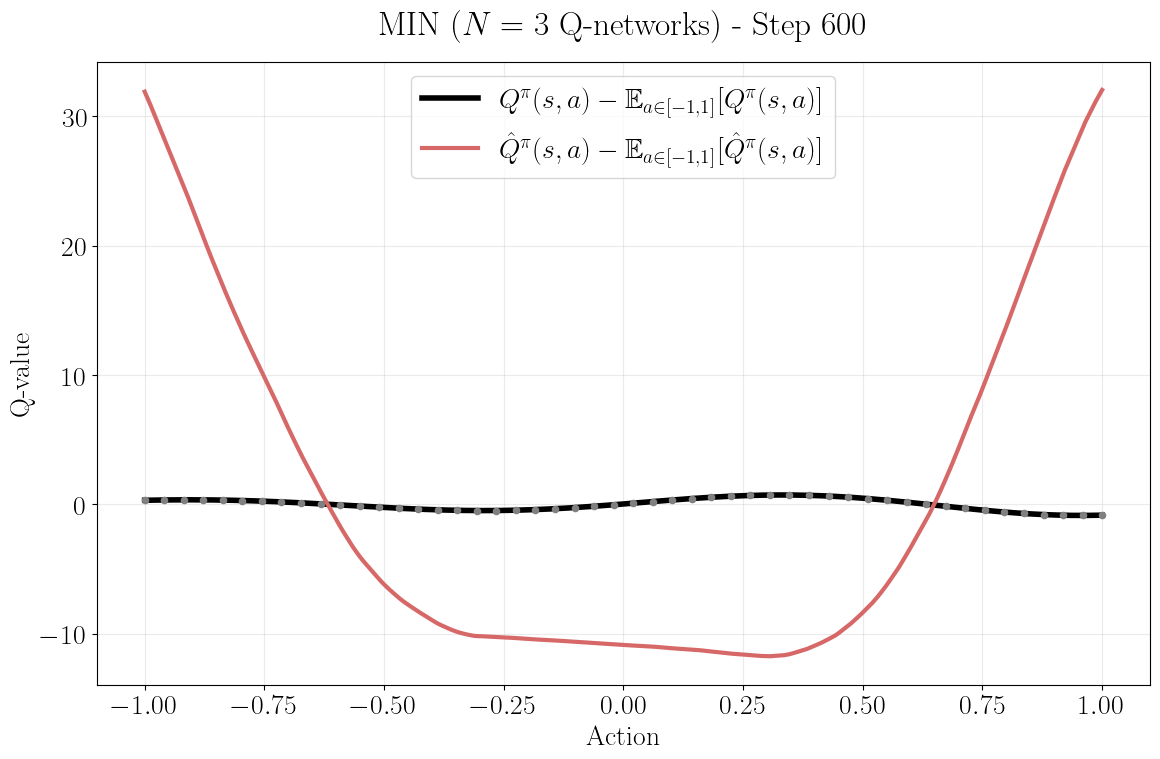 MIN (N = 3 Q-networks) - Step 600
Q^π(s, a) − 𝔼_{a∈[−1,1]}[Q^π(s, a)]
Q̂^π(s, a) − 𝔼_{a∈[−1,1]}[Q̂^π(s, a)]
30
20
10
0
−10
Q-value
−1.00 −0.75 −0.50 −0.25 0.00 0.25 0.50 0.75 1.00
Action